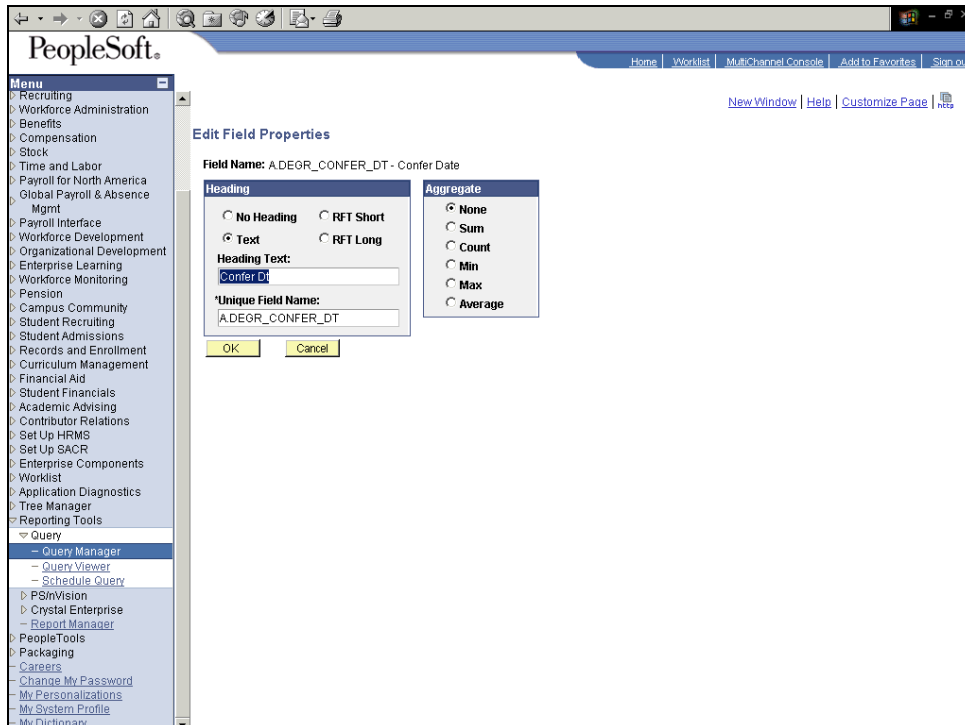 PeopleSoft®
Home | Worklist | MultiChannel Console | Add to Favorites | Sign ou
Menu
Recruiting
Workforce Administration
Benefits
Compensation
Stock
Time and Labor
Payroll for North America
Global Payroll & Absence
Mgmt
Payroll Interface
Workforce Development
Organizational Development
Enterprise Learning
Workforce Monitoring
Pension
Campus Community
Student Recruiting
Student Admissions
Records and Enrollment
Curriculum Management
Financial Aid
Student Financials
Academic Advising
Contributor Relations
Set Up HRMS
Set Up SACR
Enterprise Components
Worklist
Application Diagnostics
Tree Manager
Reporting Tools
Query
– Query Manager
– Query Viewer
– Schedule Query
PS/nVision
Crystal Enterprise
– Report Manager
PeopleTools
Packaging
– Careers
– Change My Password
– My Personalizations
– My System Profile
– My Dictionary
New Window | Help | Customize Page | http
Edit Field Properties
Field Name: A.DEGR_CONFER_DT - Confer Date
Heading
No Heading RFT Short
Text RFT Long
Heading Text:
Confer Dt
*Unique Field Name:
A.DEGR_CONFER_DT
OK Cancel
Aggregate
None
Sum
Count
Min
Max
Average